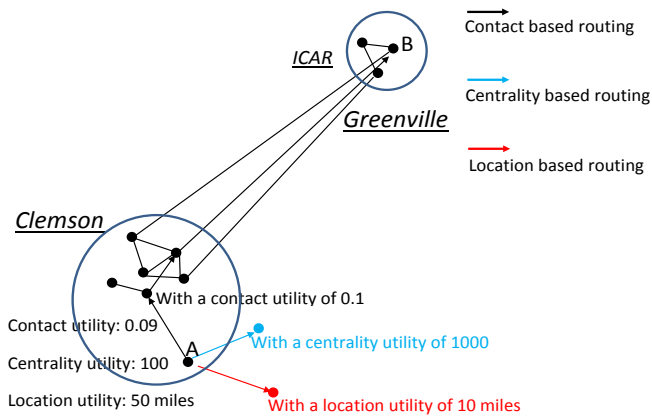 Contact based routing
B
ICAR
Centrality based routing
Greenville
Location based routing
Clemson
With a contact utility of 0.1
Contact utility: 0.09
A
With a centrality utility of 1000
Centrality utility: 100
Location utility: 50 miles
With a location utility of 10 miles